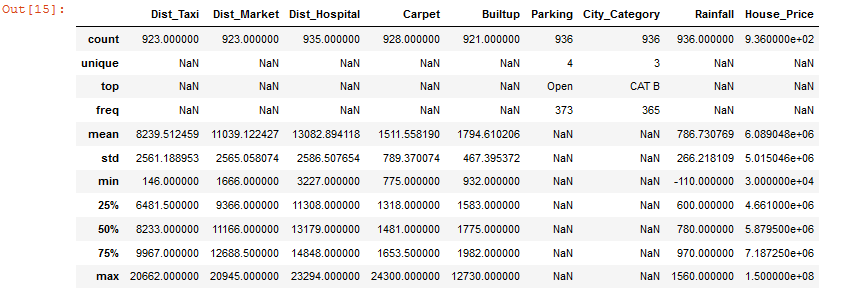 Out[15]:
Dist_Taxi Dist_Market Dist_Hospital Carpet Builtup Parking City_Category Rainfall House_Price
count 923.000000 923.000000 935.000000 928.000000 921.000000 936 936 936.000000 9.360000e+02
unique NaN NaN NaN NaN NaN 4 3 NaN NaN
top NaN NaN NaN NaN NaN Open CAT B NaN NaN
freq NaN NaN NaN NaN NaN 373 365 NaN NaN
mean 8239.512459 11039.122427 13082.894118 1511.558190 1794.610206 NaN NaN 786.730769 6.089048e+06
std 2561.188953 2565.058074 2586.507654 789.370074 467.395372 NaN NaN 266.218109 5.015046e+06
min 146.000000 1666.000000 3227.000000 775.000000 932.000000 NaN NaN -110.000000 3.000000e+04
25% 6481.500000 9366.000000 11308.000000 1318.000000 1583.000000 NaN NaN 600.000000 4.661000e+06
50% 8233.000000 11166.000000 13179.000000 1481.000000 1775.000000 NaN NaN 780.000000 5.879500e+06
75% 9967.000000 12688.500000 14848.000000 1653.500000 1982.000000 NaN NaN 970.000000 7.187250e+06
max 20662.000000 20945.000000 23294.000000 24300.000000 12730.000000 NaN NaN 1560.000000 1.500000e+08